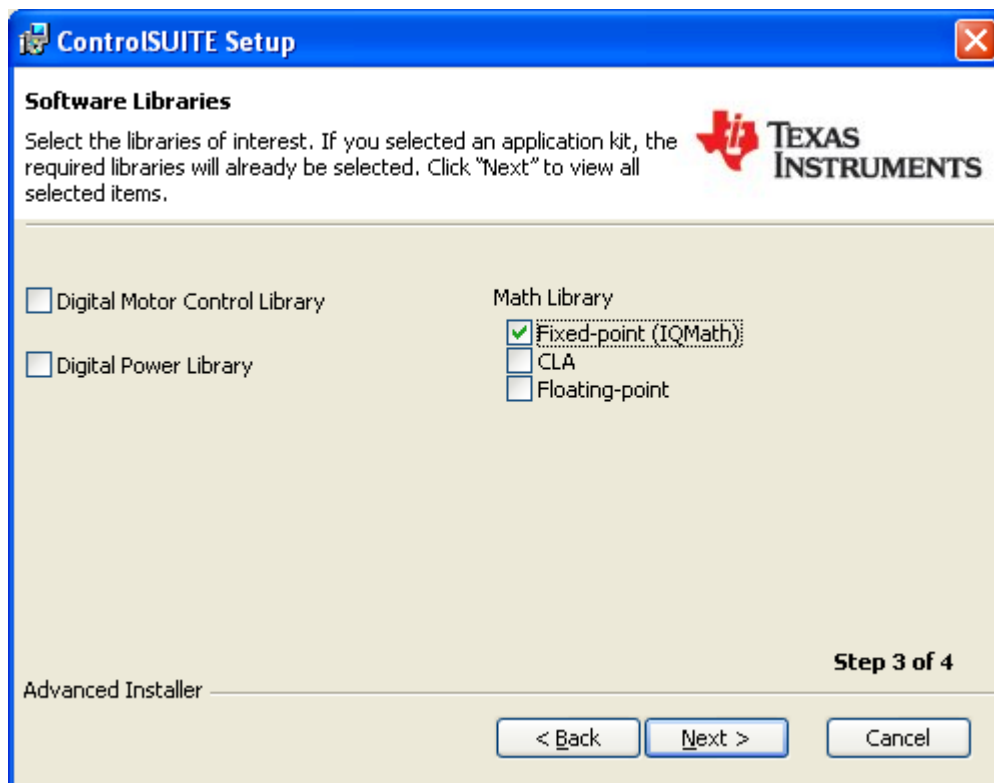 ControlSUITE Setup
Software Libraries
Select the libraries of interest. If you selected an application kit, the
required libraries will already be selected. Click "Next" to view all
selected items.
TEXAS
INSTRUMENTS
Digital Motor Control Library
Digital Power Library
Math Library
Fixed-point (IQMath)
CLA
Floating-point
Step 3 of 4
Advanced Installer
< Back
Next >
Cancel